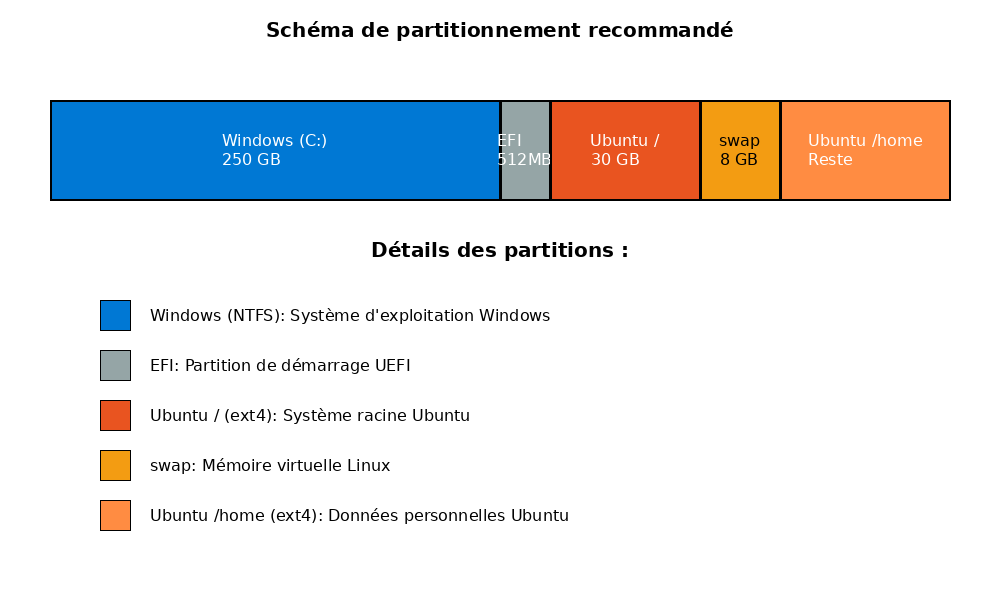 Schéma de partitionnement recommandé
Windows (C:)
250 GB
EFI
512MB
Ubuntu /
30 GB
swap
8 GB
Ubuntu /home
Reste
Détails des partitions :
Windows (NTFS): Système d'exploitation Windows
EFI: Partition de démarrage UEFI
Ubuntu / (ext4): Système racine Ubuntu
swap: Mémoire virtuelle Linux
Ubuntu /home (ext4): Données personnelles Ubuntu